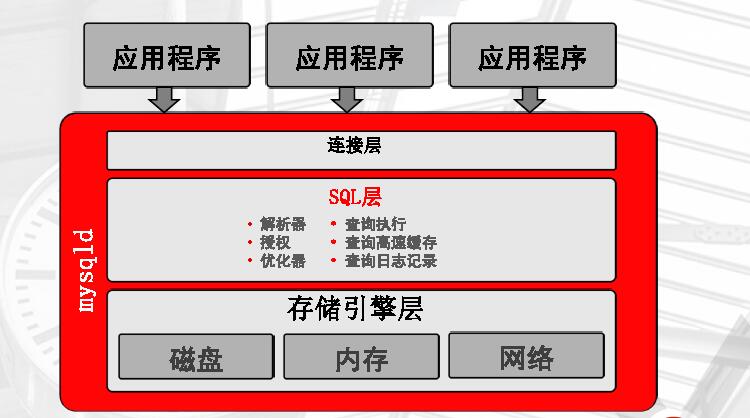 应用程序 应用程序 应用程序
mysqld
连接层
SQL层
• 解析器 • 查询执行
• 授权 • 查询高速缓存
• 优化器 • 查询日志记录
存储引擎层
磁盘 内存 网络